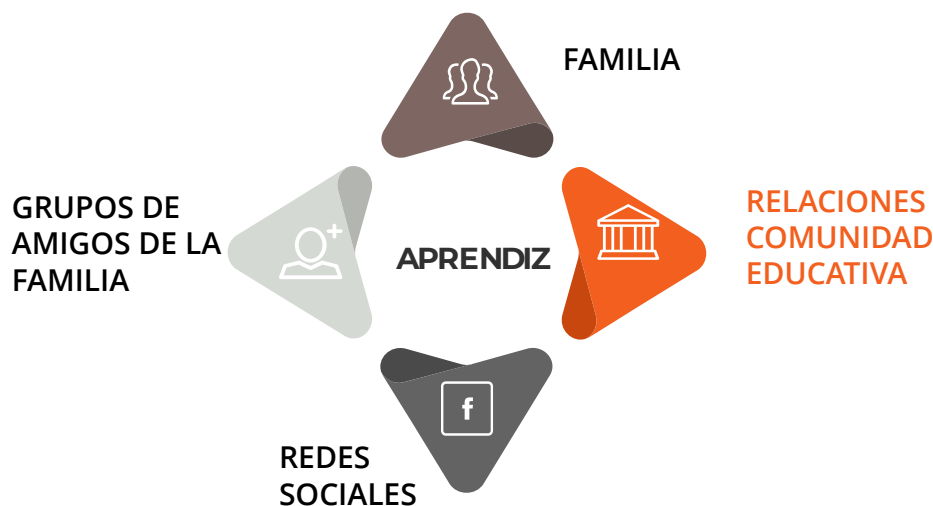 FAMILIA
GRUPOS DE
AMIGOS DE LA
FAMILIA
APRENDIZ
RELACIONES
COMUNIDAD
EDUCATIVA
f
REDES
SOCIALES